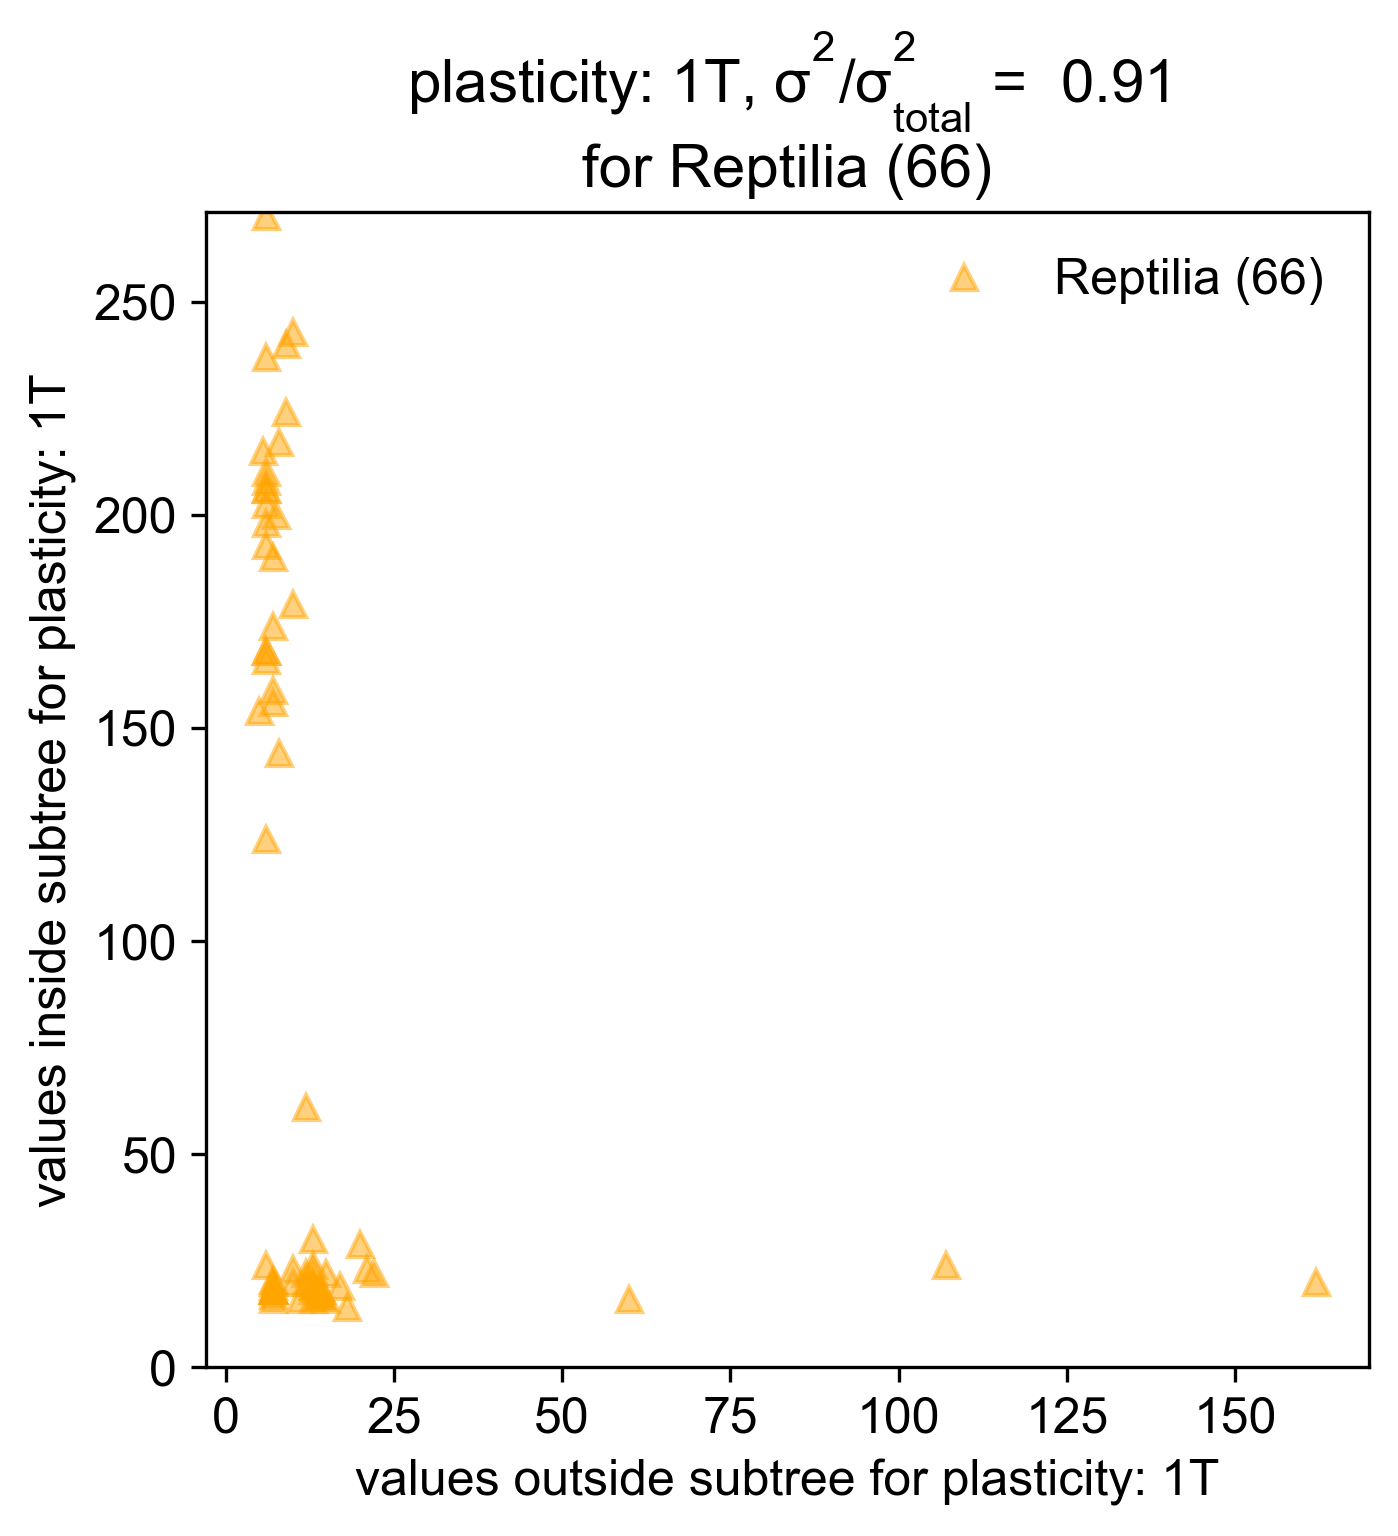 plasticity: 1T, σ²/σ²total = 0.91
for Reptilia (66)
Reptilia (66)
250
200
150
100
50
0
values inside subtree for plasticity: 1T
0 25 50 75 100 125 150
values outside subtree for plasticity: 1T